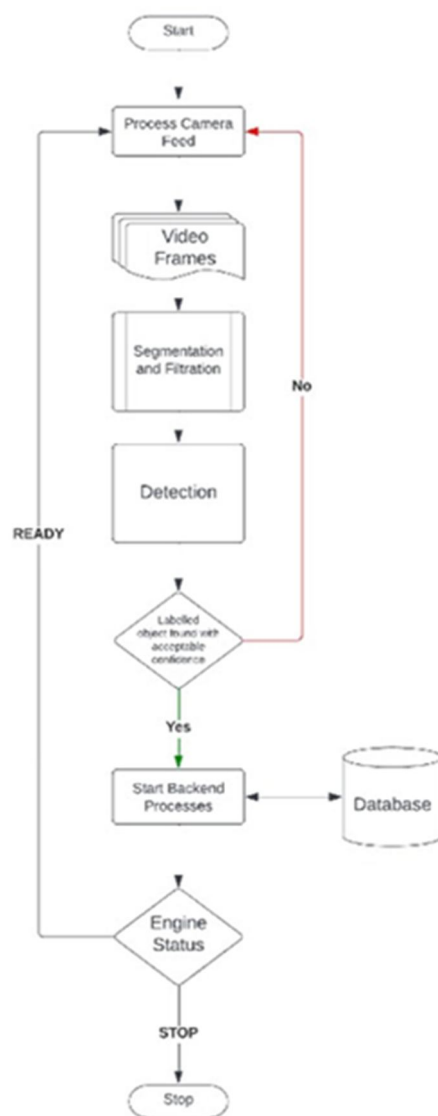 Start
Process Camera
Feed
Video
Frames
Segmentation
and Filtration
No
Detection
READY
Labelled
object found with
acceptable
confidence
Yes
Start Backend
Processes
Database
Engine
Status
STOP
Stop